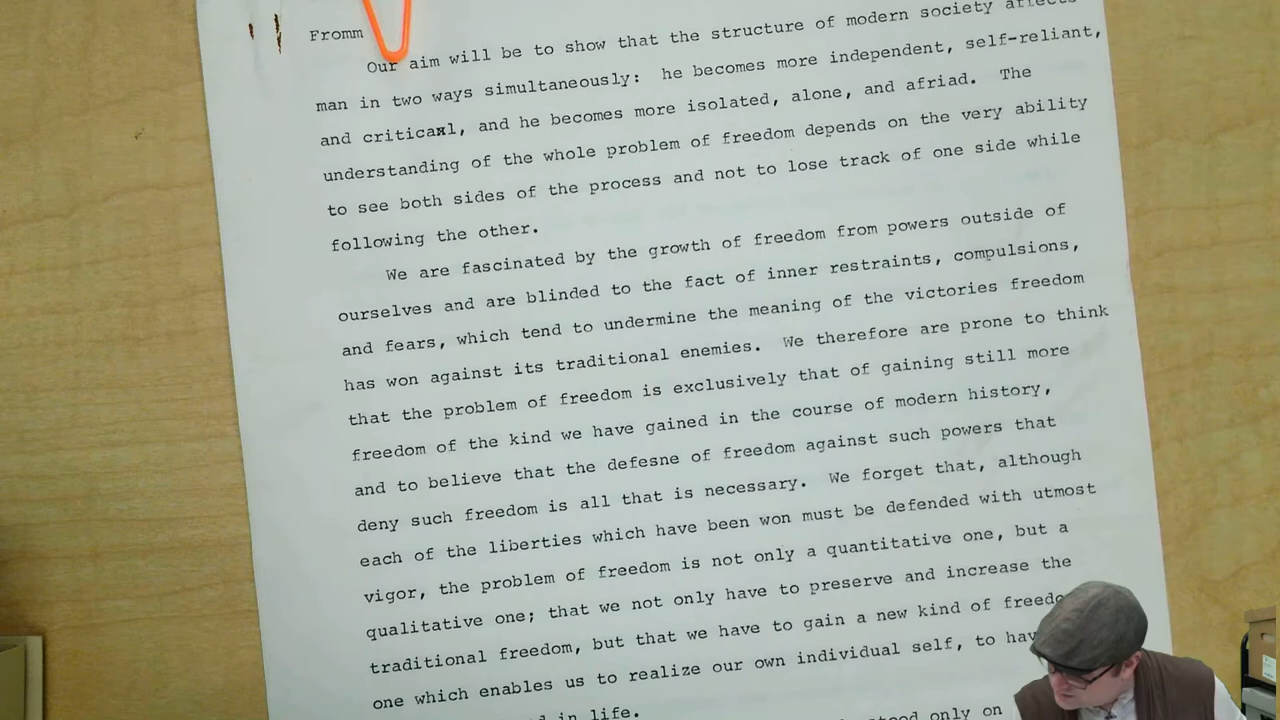 Fromm
Our aim will be to show that the structure of modern society affects
man in two ways simultaneously: he becomes more independent, self-reliant,
and criticaxl, and he becomes more isolated, alone, and afriad. The
understanding of the whole problem of freedom depends on the very ability
to see both sides of the process and not to lose track of one side while
following the other.
We are fascinated by the growth of freedom from powers outside of
ourselves and are blinded to the fact of inner restraints, compulsions,
and fears, which tend to undermine the meaning of the victories freedom
has won against its traditional enemies. We therefore are prone to think
that the problem of freedom is exclusively that of gaining still more
freedom of the kind we have gained in the course of modern history,
and to believe that the defesne of freedom against such powers that
deny such freedom is all that is necessary. We forget that, although
each of the liberties which have been won must be defended with utmost
vigor, the problem of freedom is not only a quantitative one, but a
qualitative one; that we not only have to preserve and increase the
traditional freedom, but that we have to gain a new kind of
one which enables us to realize our own individual self, to
in life.
only on